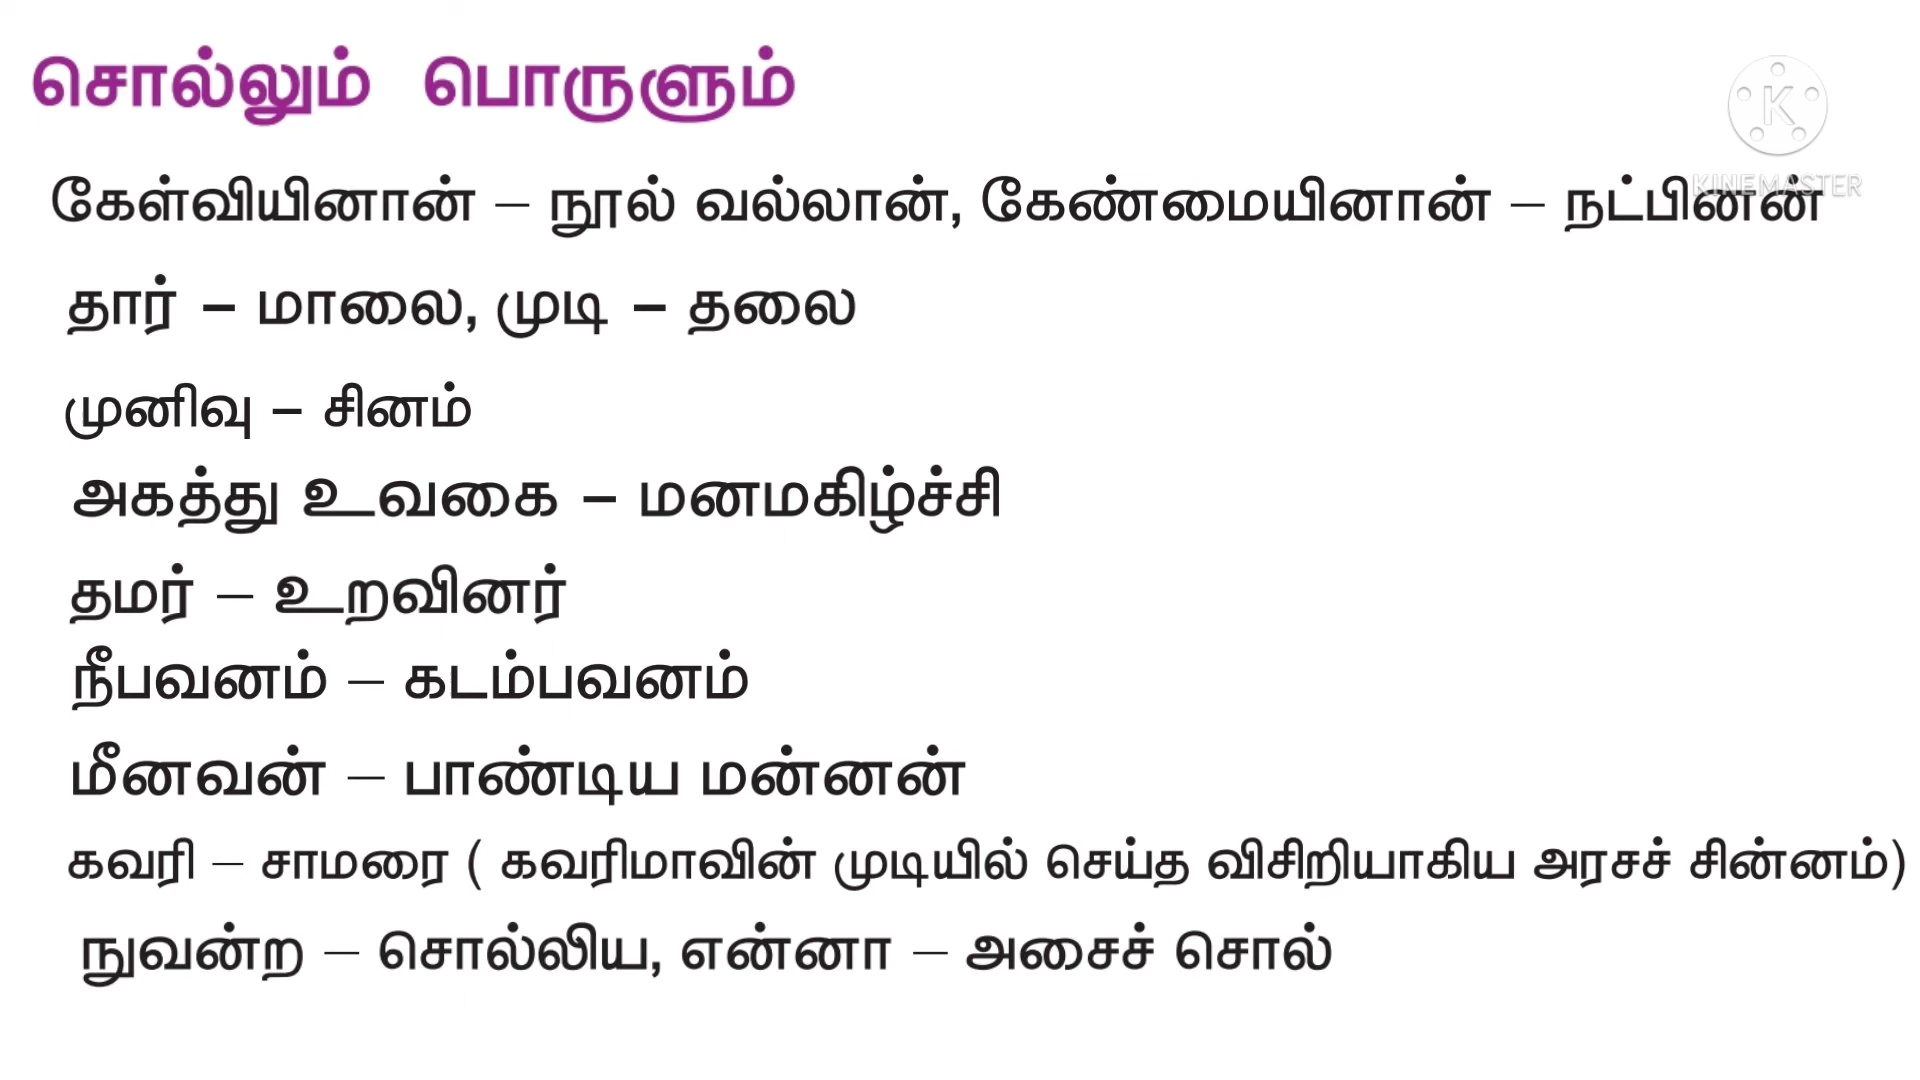 சொல்லும் பொருளும்
K
KINEMASTER
கேள்வியினான் – நூல் வல்லான், கேண்மையினான் – நட்பினன்
தார் – மாலை, முடி – தலை
முனிவு – சினம்
அகத்து உவகை – மனமகிழ்ச்சி
தமர் – உறவினர்
நீபவனம் – கடம்பவனம்
மீனவன் – பாண்டிய மன்னன்
கவரி – சாமரை ( கவரிமாவின் முடியில் செய்த விசிறியாகிய அரசச் சின்னம்)
நுவன்ற – சொல்லிய, என்னா – அசைச் சொல்